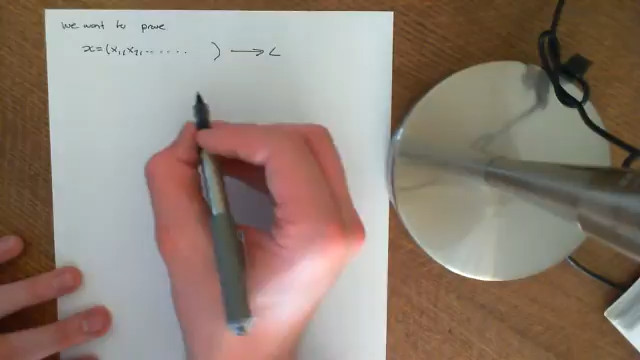 we want to prove
x=(x₁,x₂,...... ) → L